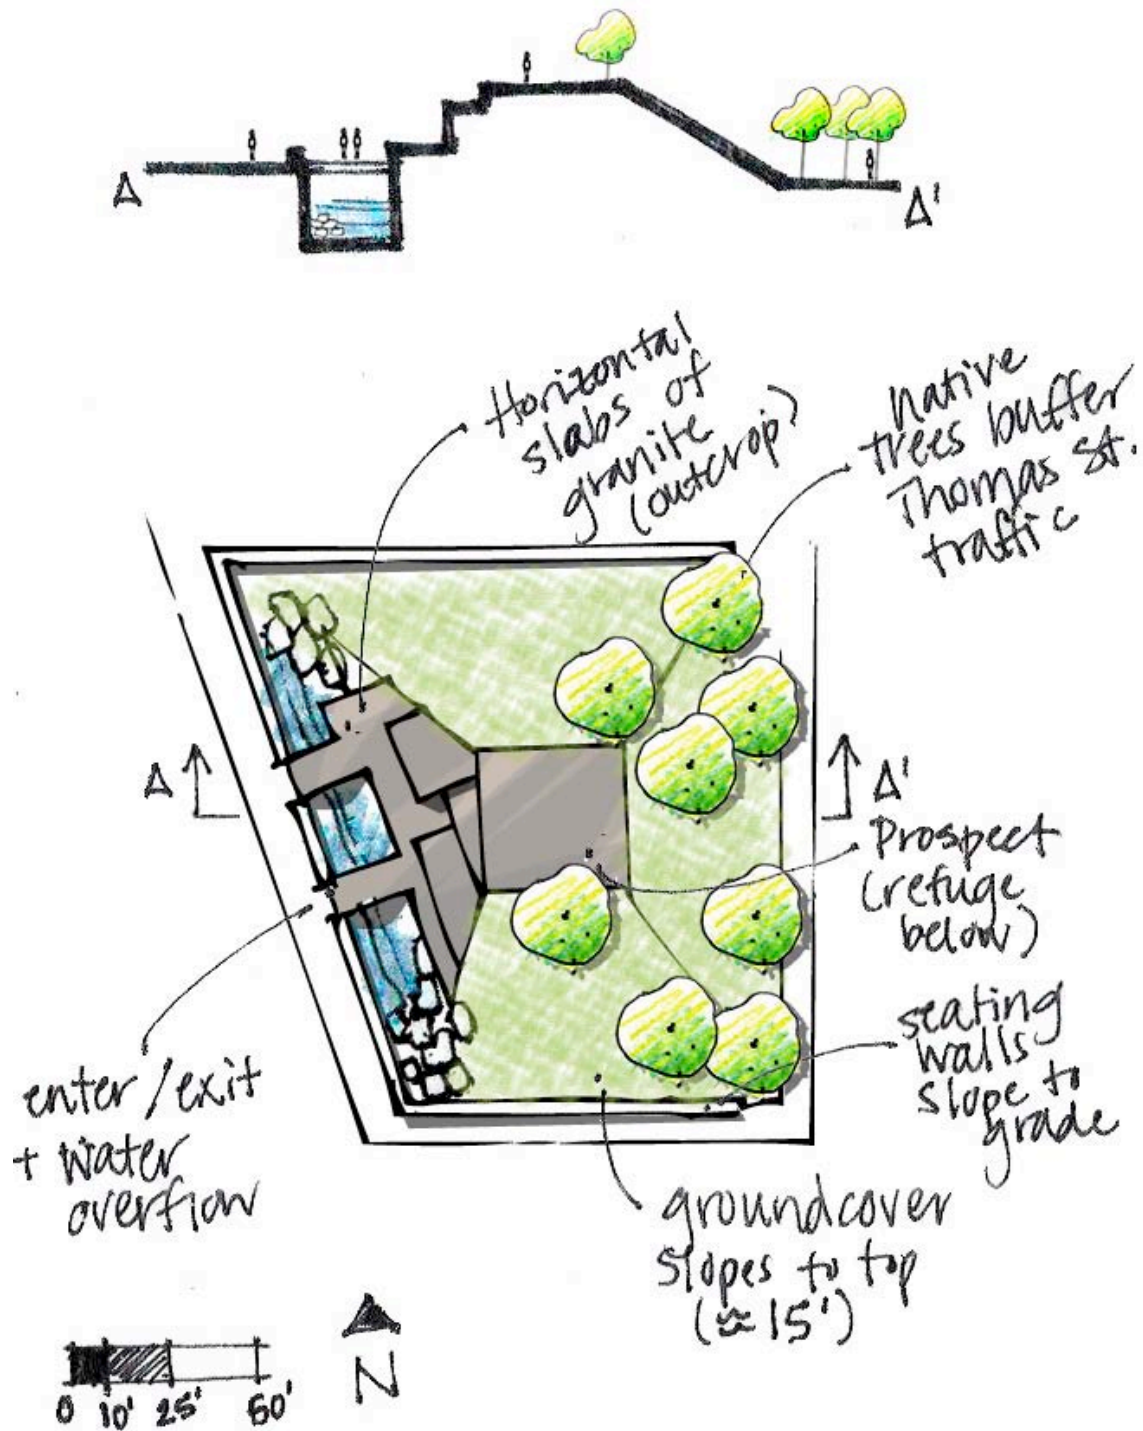 A
A'
Horizontal
slabs of
granite
(outcrop)
native
trees buffer
Thomas St.
traffic
A
A'
Prospect
(refuge
below)
seating
walls
slope to
grade
enter/exit
+ water
overflow
groundcover
slopes to top
(≈15')
0 10' 25' 50'
N